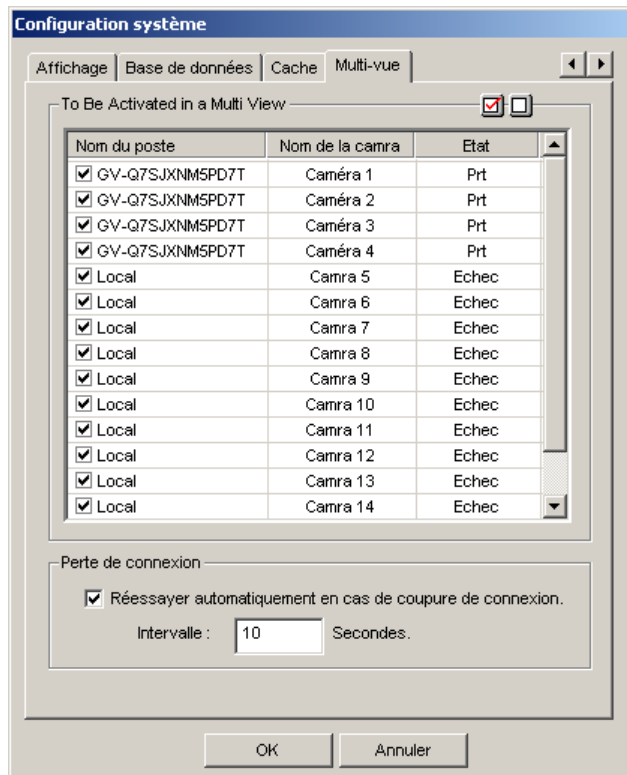 Configuration système
Affichage Base de données Cache Multi-vue
To Be Activated in a Multi View
Nom du poste Nom de la camra Etat
GV-Q7SJXNM5PD7T Caméra 1 Prt
GV-Q7SJXNM5PD7T Caméra 2 Prt
GV-Q7SJXNM5PD7T Caméra 3 Prt
GV-Q7SJXNM5PD7T Caméra 4 Prt
Local Camra 5 Echec
Local Camra 6 Echec
Local Camra 7 Echec
Local Camra 8 Echec
Local Camra 9 Echec
Local Camra 10 Echec
Local Camra 11 Echec
Local Camra 12 Echec
Local Camra 13 Echec
Local Camra 14 Echec
Perte de connexion
Réessayer automatiquement en cas de coupure de connexion.
Intervalle : 10 Secondes.
OK Annuler